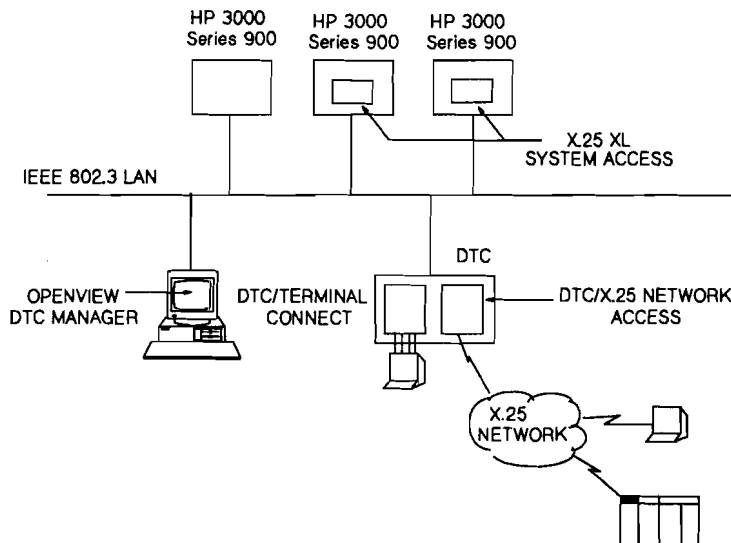 HP 3000
Series 900
HP 3000
Series 900
HP 3000
Series 900
X.25 XL
SYSTEM ACCESS
IEEE 802.3 LAN
DTC
OPENVIEW
DTC MANAGER
DTC/TERMINAL
CONNECT
DTC/X.25 NETWORK
ACCESS
X.25
NETWORK